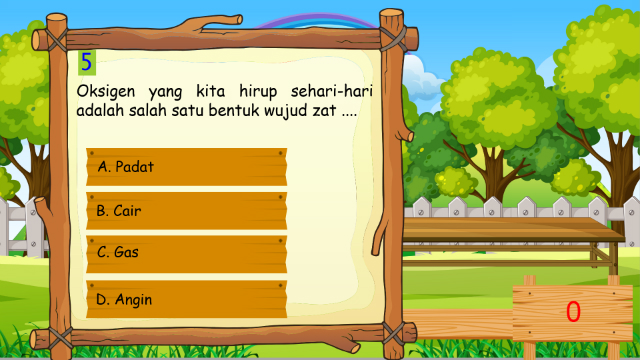 5
Oksigen yang kita hirup sehari-hari
adalah salah satu bentuk wujud zat ....
A. Padat
B. Cair
C. Gas
D. Angin
0